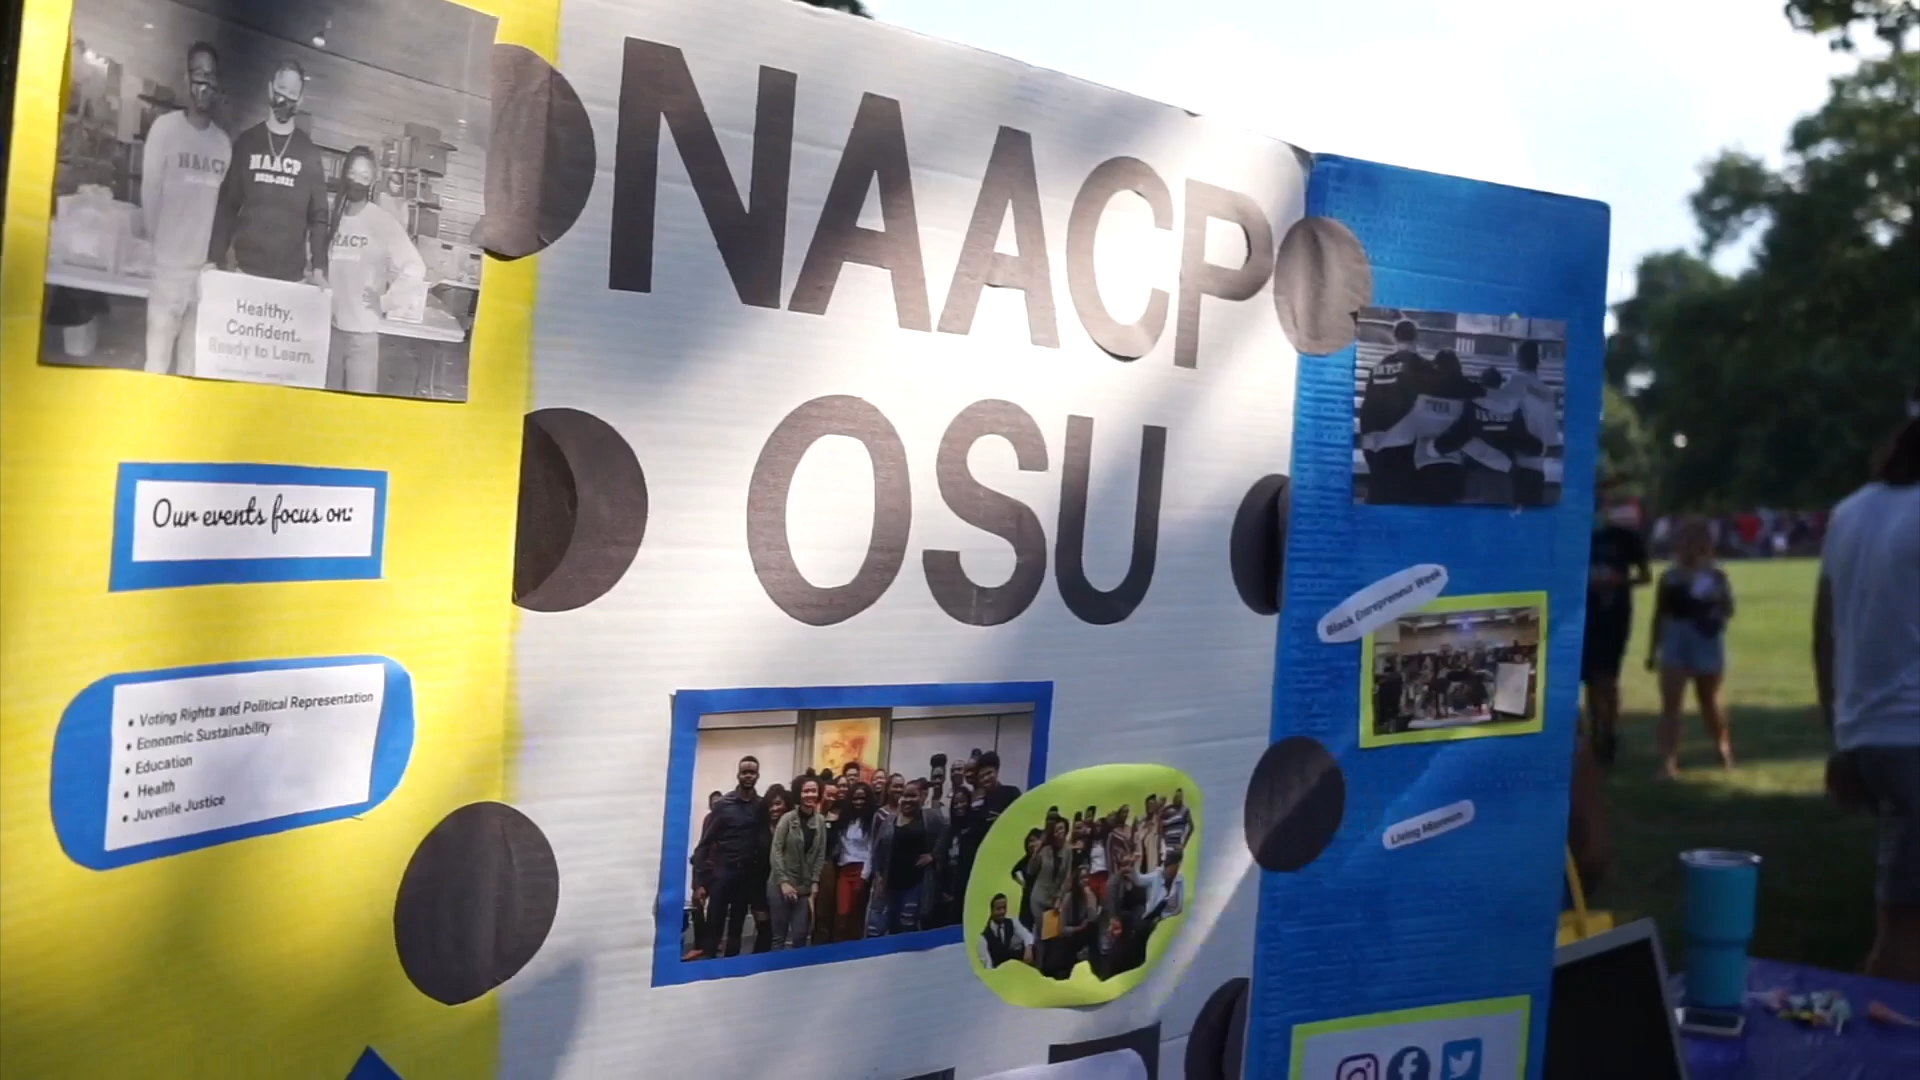 NAACP
NAACP
2020-2021
NAACP
Healthy.
Confident.
Ready to Learn.
Our events focus on:
• Voting Rights and Political Representation
• Economic Sustainability
• Education
• Health
• Juvenile Justice
NAACP
OSU
Black Entrepreneur Week
Living Museum